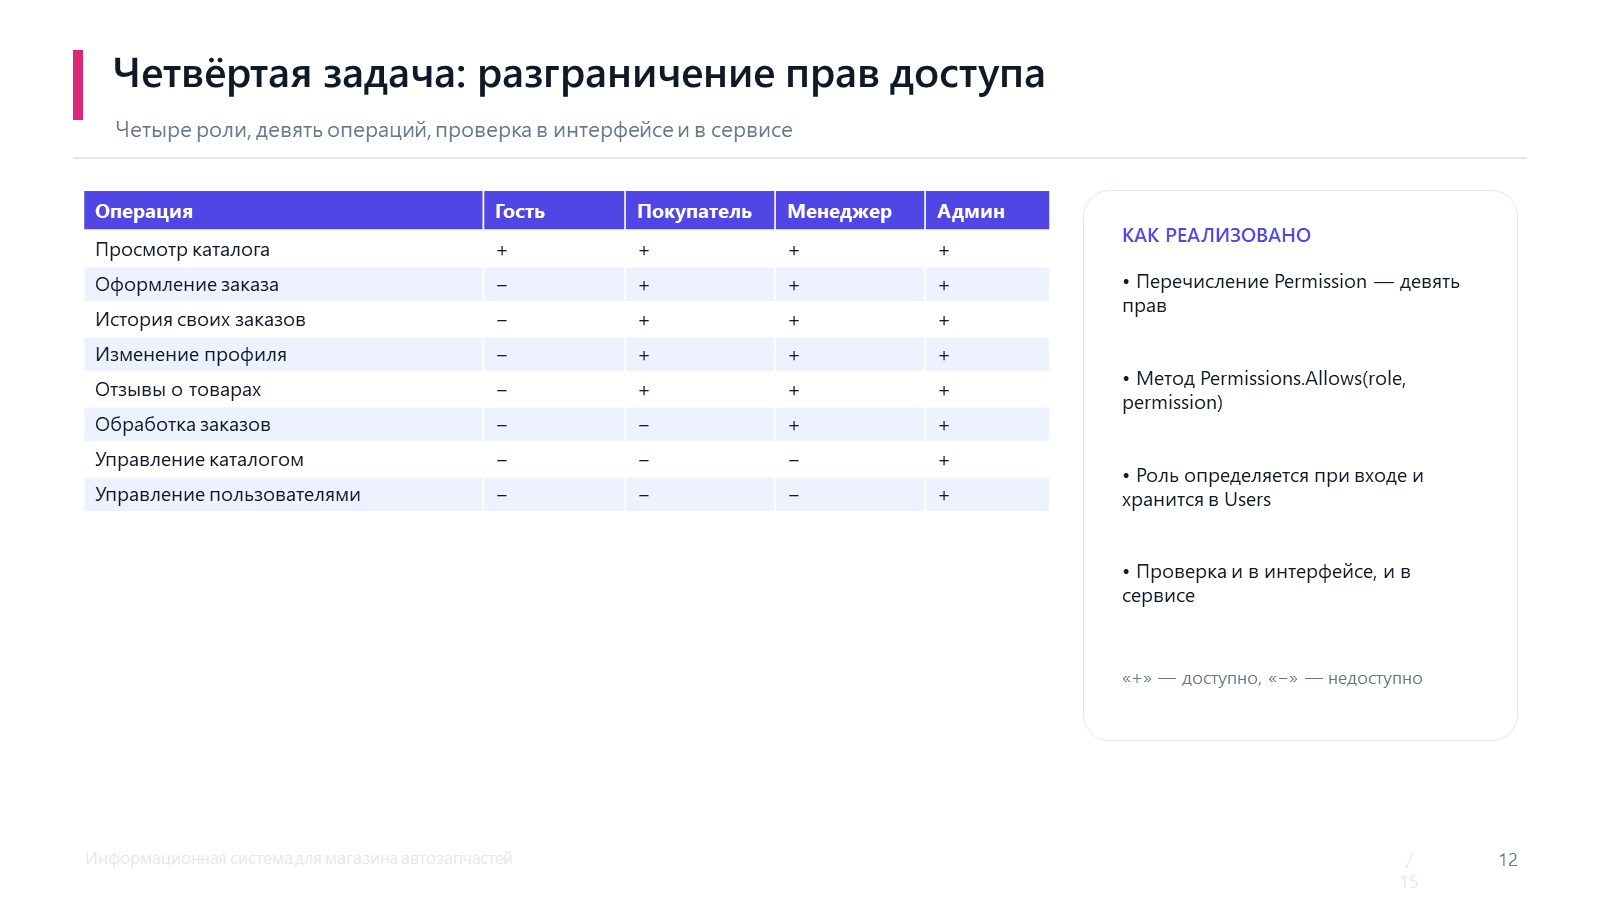 Четвёртая задача: разграничение прав доступа
Четыре роли, девять операций, проверка в интерфейсе и в сервисе
Операция Гость Покупатель Менеджер Админ
Просмотр каталога + + + +
Оформление заказа − + + +
История своих заказов − + + +
Изменение профиля − + + +
Отзывы о товарах − + + +
Обработка заказов − − + +
Управление каталогом − − − +
Управление пользователями − − − +
КАК РЕАЛИЗОВАНО
• Перечисление Permission — девять
прав
• Метод Permissions.Allows(role,
permission)
• Роль определяется при входе и
хранится в Users
• Проверка и в интерфейсе, и в
сервисе
«+» — доступно, «−» — недоступно
Информационная система для магазина автозапчастей
/
15
12